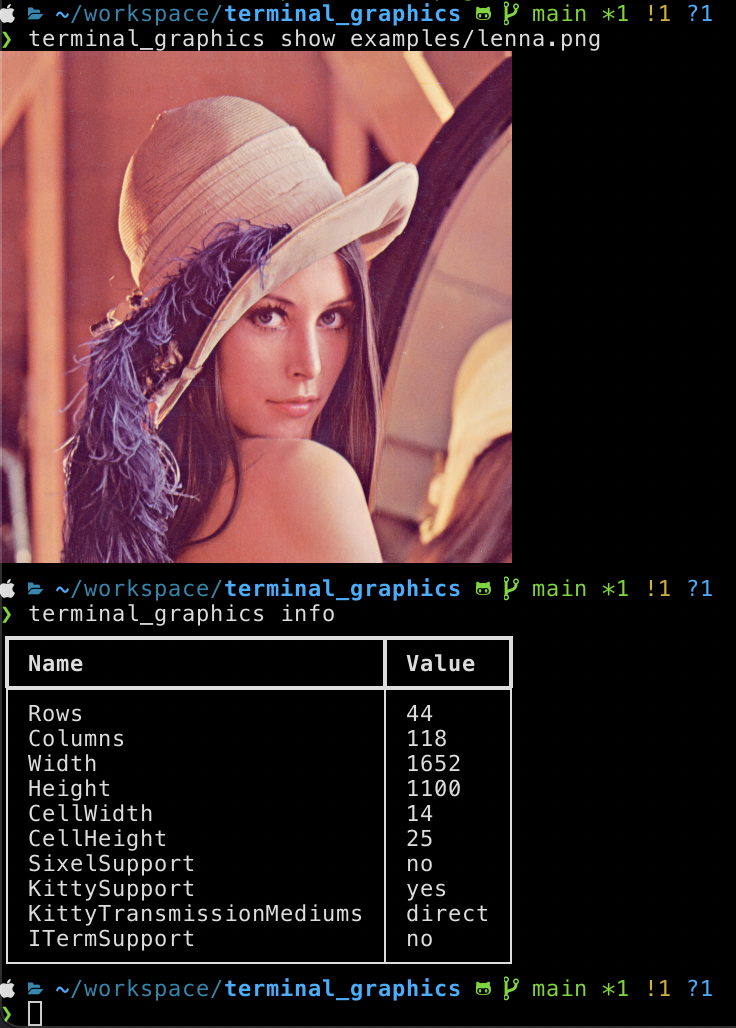 ~/workspace/terminal_graphics main *1 !1 ?1
❯ terminal_graphics show examples/lenna.png
~/workspace/terminal_graphics main *1 !1 ?1
❯ terminal_graphics info
Name Value
Rows 44
Columns 118
Width 1652
Height 1100
CellWidth 14
CellHeight 25
SixelSupport no
KittySupport yes
KittyTransmissionMediums direct
ITermSupport no
~/workspace/terminal_graphics main *1 !1 ?1
❯